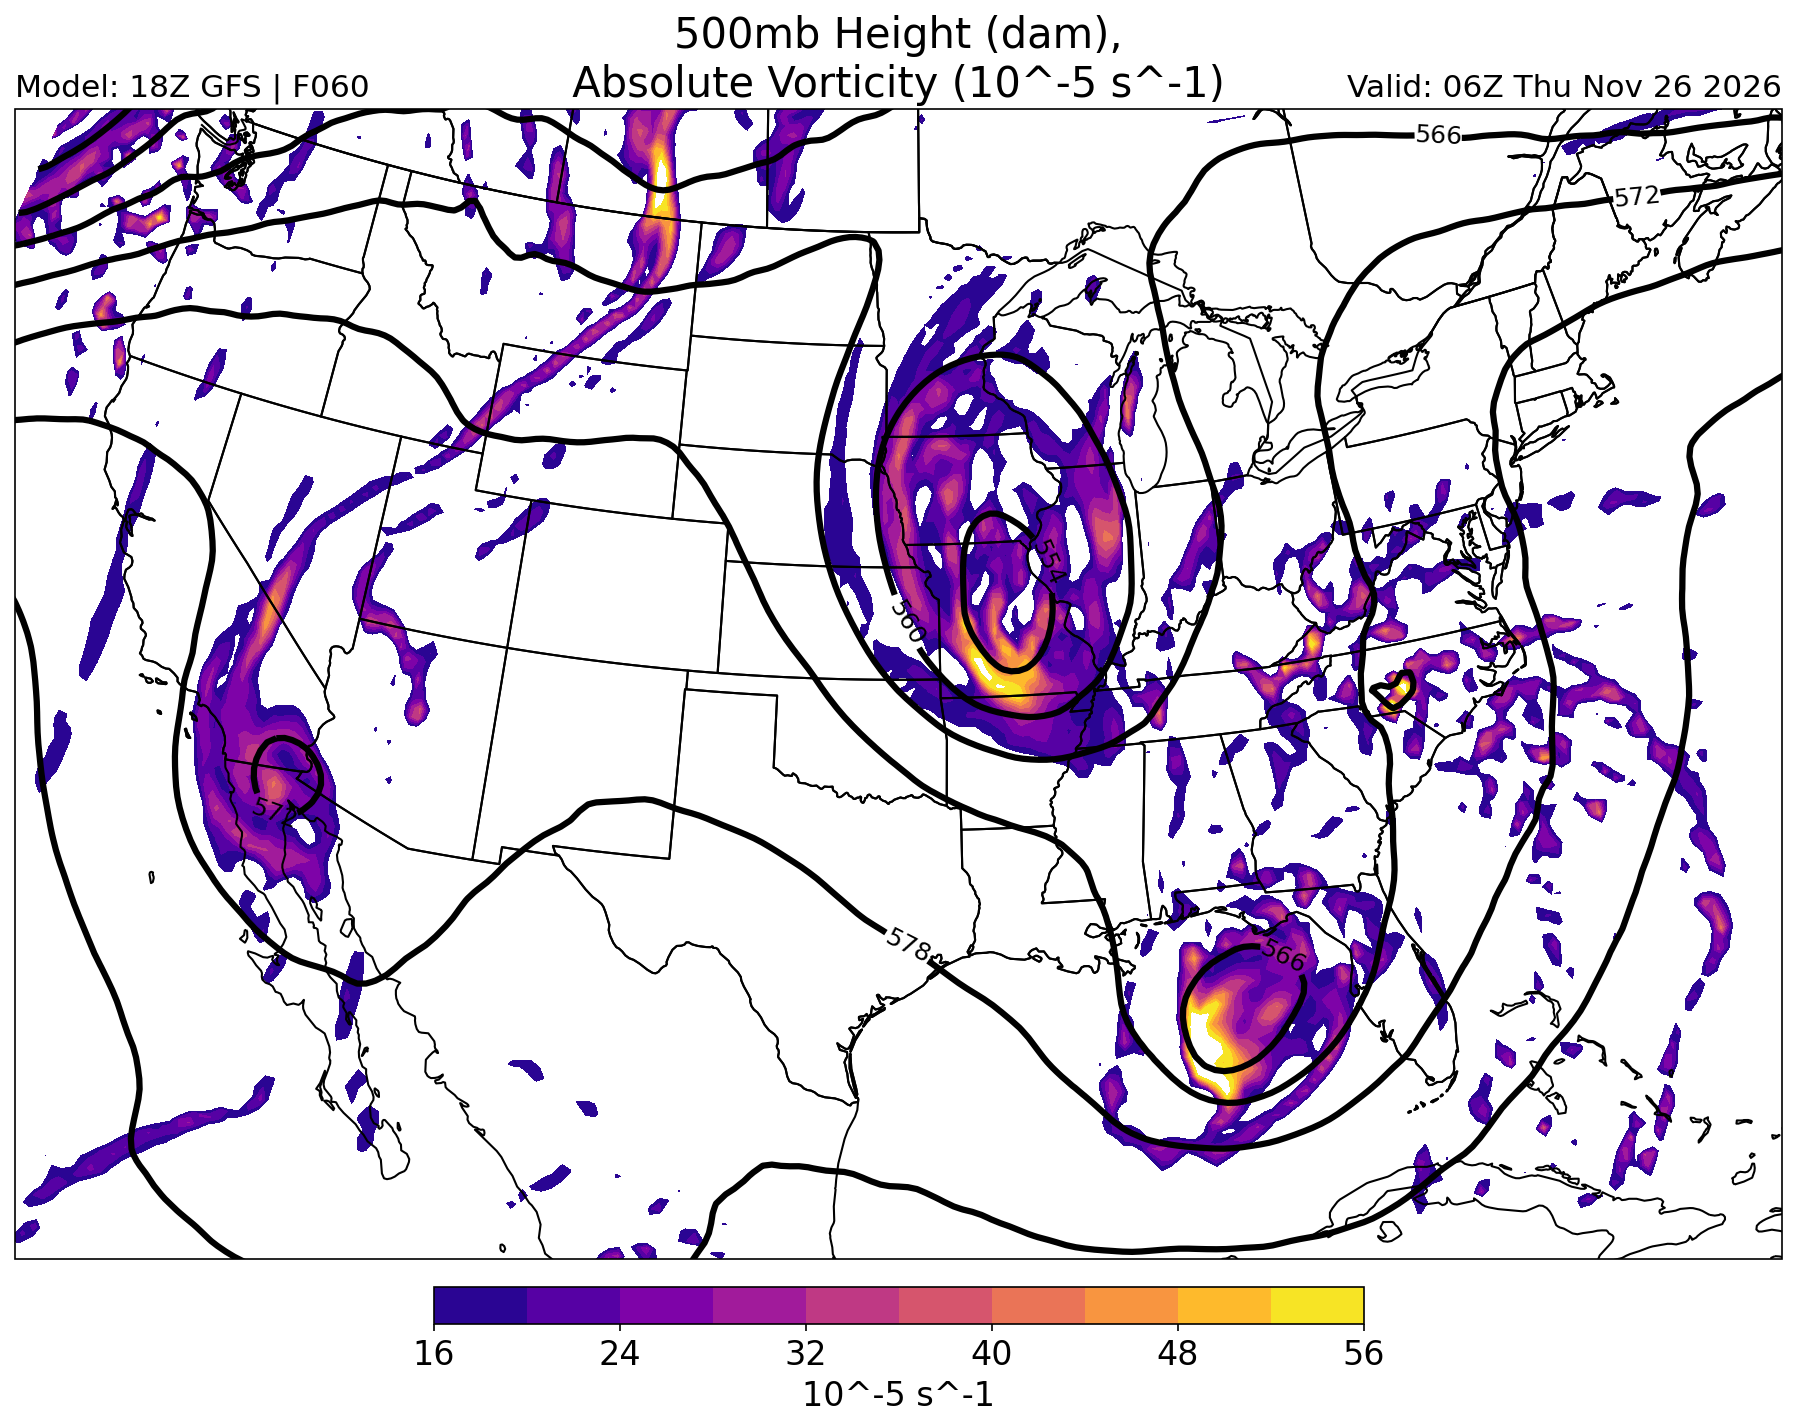 500mb Height (dam),
Model: 18Z GFS | F060
Absolute Vorticity (10^-5 s^-1)
Valid: 06Z Thu Nov 26 2026
566
572
554
560
572
578
566
16 24 32 40 48 56
10^-5 s^-1